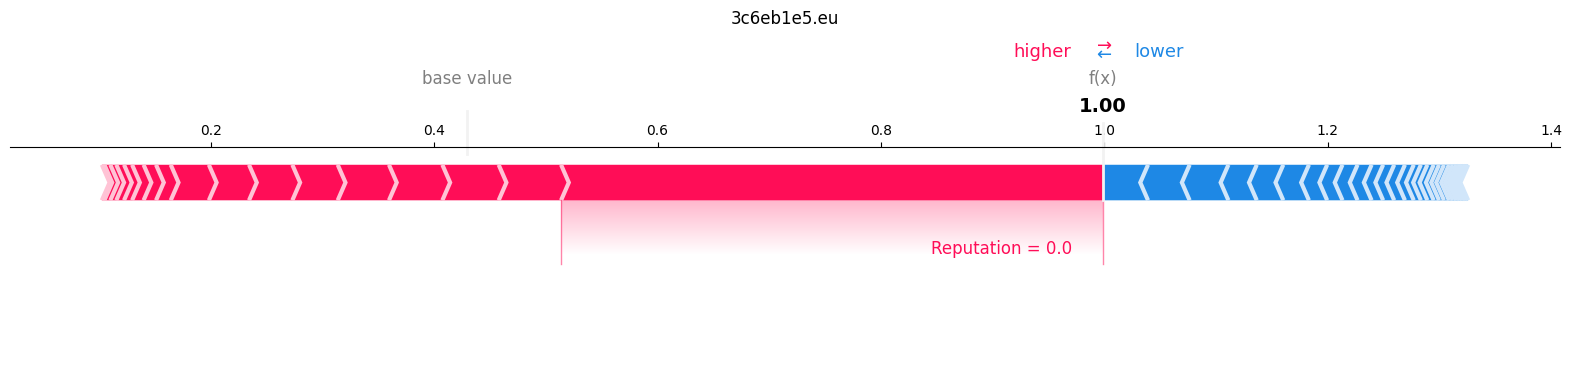 3c6eb1e5.eu
higher ⇄ lower
base value f(x)
1.00
0.2 0.4 0.6 0.8 1.0 1.2 1.4
Reputation = 0.0